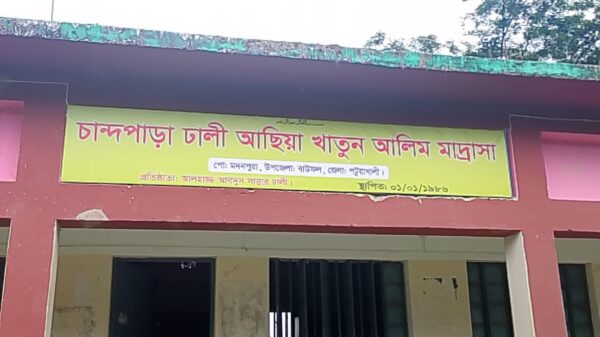 চান্দপাড়া ঢালী আছিয়া খাতুন আলিম মাদ্রাসা
পো: মদনপুরা, উপজেলা: বাউফল, জেলা: পটুয়াখালী।
প্রতিষ্ঠাতা: আলহাজ্ব আবদুস সাত্তার ঢালী।
স্থাপিত: ০১/০১/১৯৮৬